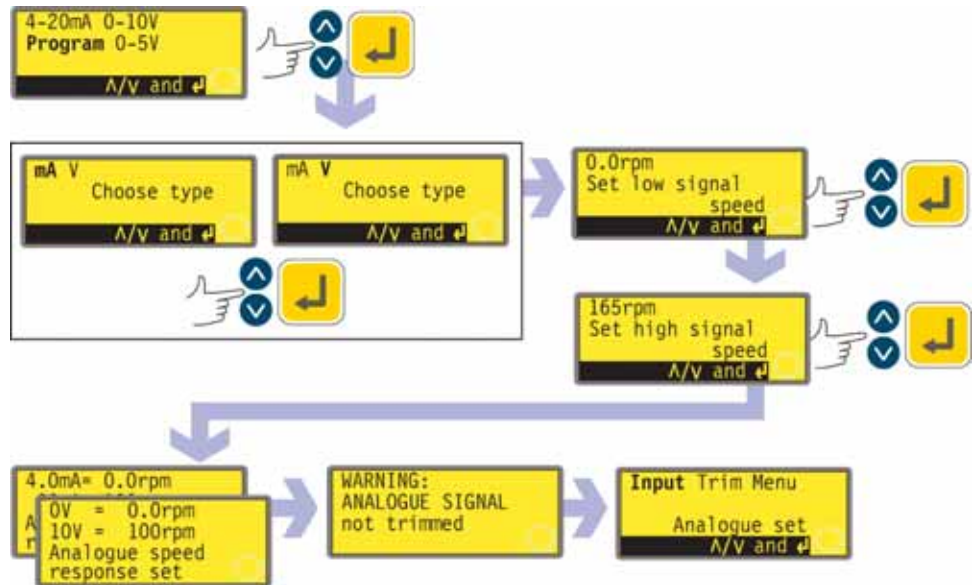 4-20mA 0-10V
Program 0-5V
Λ/V and ↵
mA V
Choose type
Λ/V and ↵
mA V
Choose type
Λ/V and ↵
0.0rpm
Set low signal
speed
Λ/V and ↵
165rpm
Set high signal
speed
Λ/V and ↵
4.0mA= 0.0rpm
0V = 0.0rpm
10V = 100rpm
Analogue speed
response set
WARNING:
ANALOGUE SIGNAL
not trimmed
Input Trim Menu
Analogue set
Λ/V and ↵